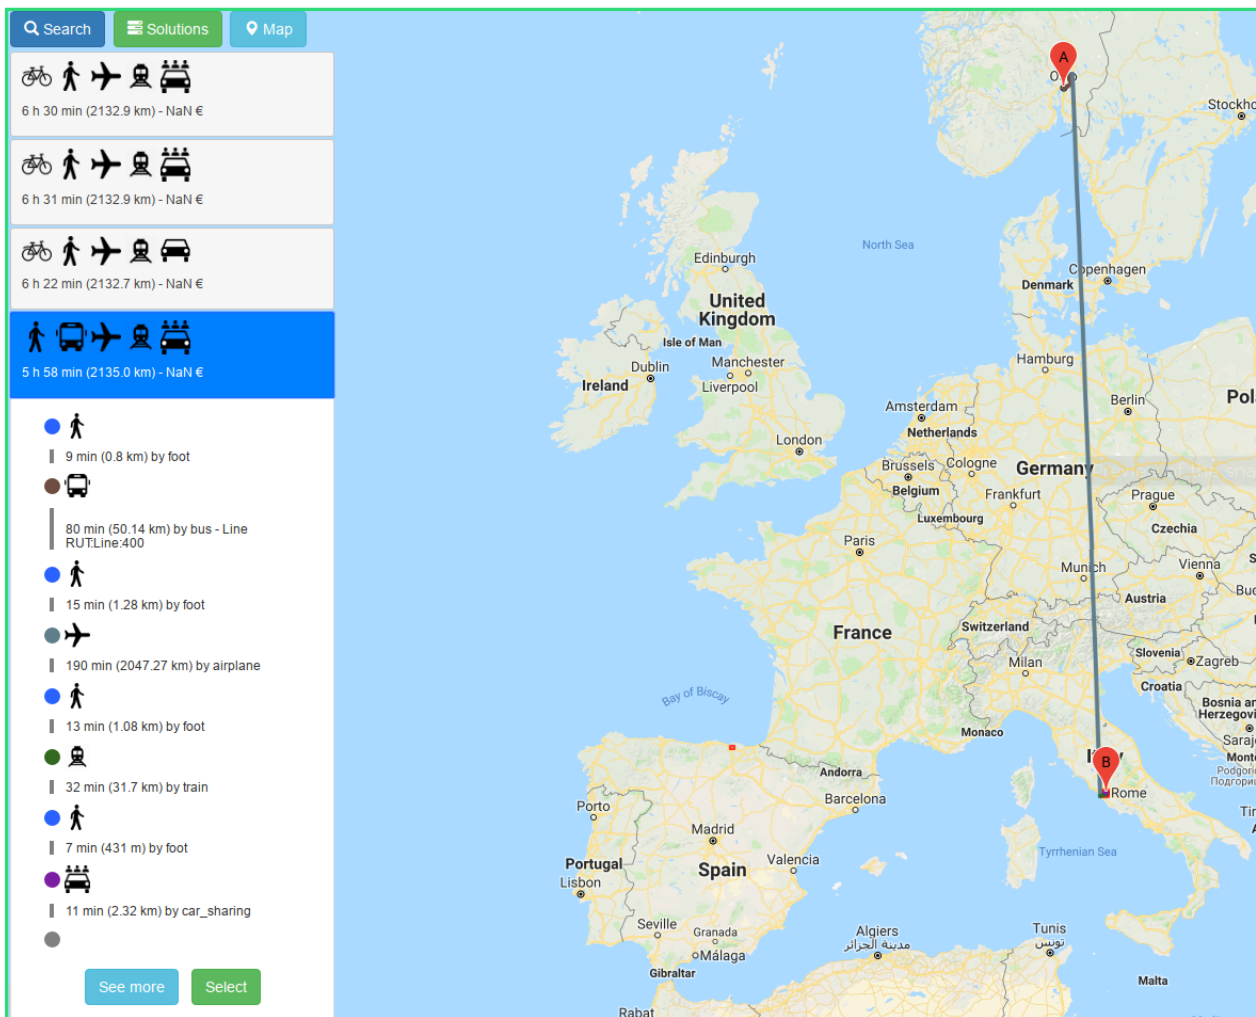 Search
Solutions
Map
6 h 30 min (2132.9 km) - NaN €
6 h 31 min (2132.9 km) - NaN €
6 h 22 min (2132.7 km) - NaN €
5 h 58 min (2135.0 km) - NaN €
9 min (0.8 km) by foot
80 min (50.14 km) by bus - Line
RUT:Line:400
15 min (1.28 km) by foot
190 min (2047.27 km) by airplane
13 min (1.08 km) by foot
32 min (31.7 km) by train
7 min (431 m) by foot
11 min (2.32 km) by car_sharing
See more
Select
A
Stockho
North Sea
Edinburgh
Copenhagen
Denmark
United
Kingdom
Isle of Man
Hamburg
Dublin
Manchester
Ireland
Liverpool
Berlin
Pola
Amsterdam
Netherlands
London
Brussels
Cologne
Germany
Belgium
Frankfurt
Prague
Luxembourg
Czechia
Paris
Munich
Vienna
Austria
Bud
France
Switzerland
Milan
Slovenia
Zagreb
Croatia
Bay of Biscay
Bosnia an
Herzegovi
Monaco
Saraj
B
Monte
Podgori
Подгори
Andorra
Barcelona
Rome
Porto
Tir
Madrid
Tyrrhenian Sea
Portugal
Spain
Valencia
Lisbon
Seville
Granada
Málaga
Algiers
مدينة الجزائر
Tunis
تونس
Gibraltar
Malta
Rabat